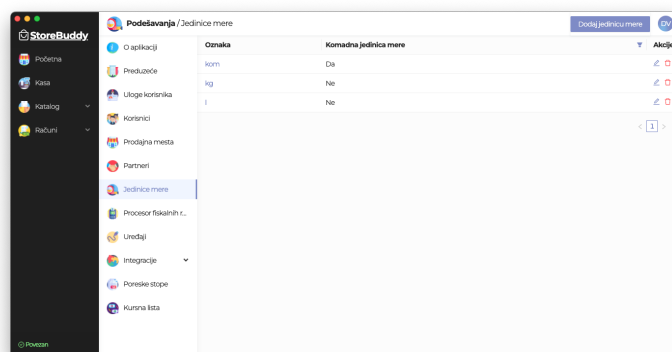 StoreBuddy
Početna
Kasa
Katalog
Računi
Povezan
Podešavanja / Jedinice mere
Dodaj jedinicu mere
DV
O aplikaciji
Preduzeće
Uloge korisnika
Korisnici
Prodajna mesta
Partneri
Jedinice mere
Procesor fiskalnih r...
Uređaji
Integracije
Poreske stope
Kursna lista
Oznaka Komadna jedinica mere Akcije
kom Da
kg Ne
l Ne
< 1 >